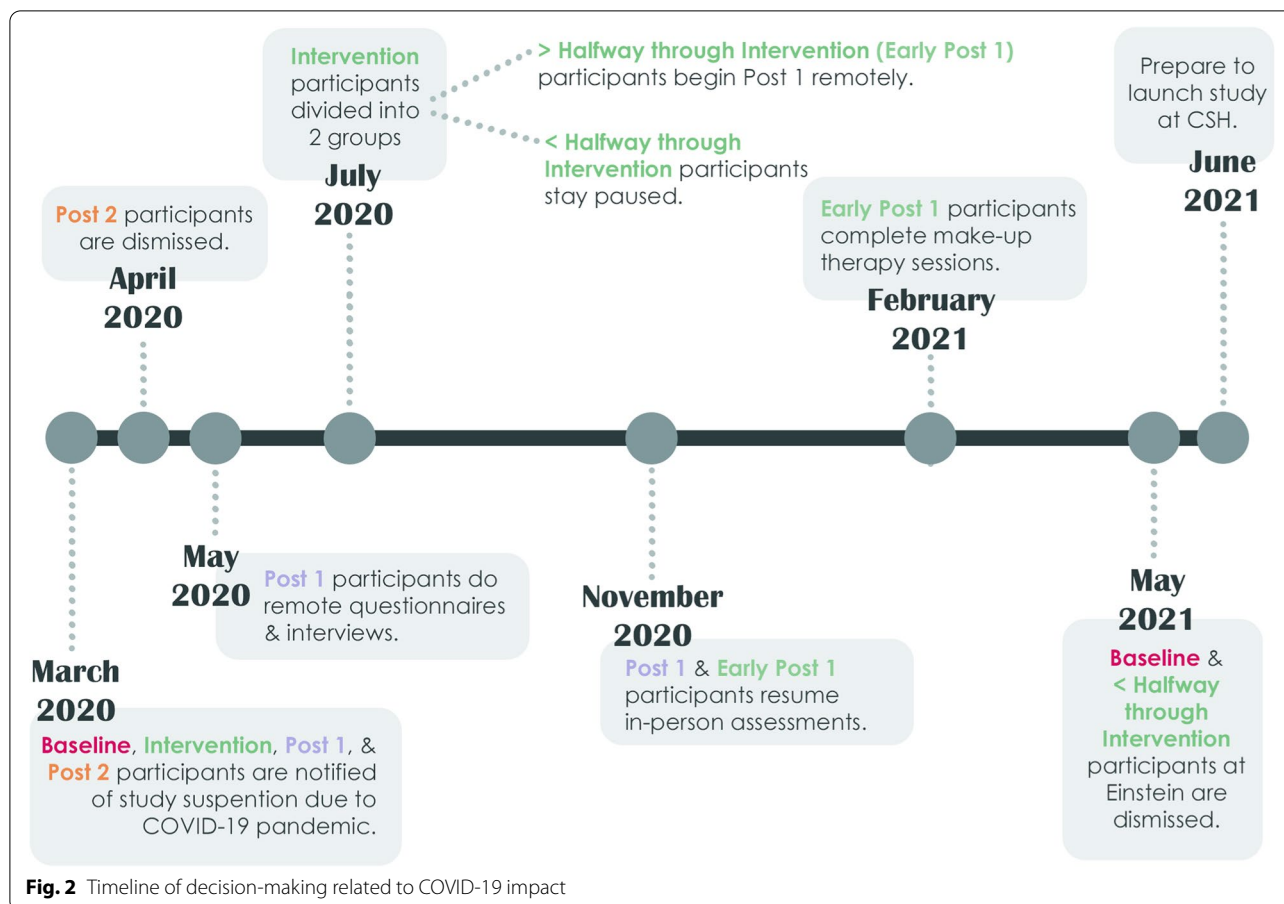 Intervention
participants
divided into
2 groups
July
2020
> Halfway through Intervention (Early Post 1)
participants begin Post 1 remotely.
< Halfway through
Intervention participants
stay paused.
Prepare to
launch study
at CSH.
June
2021
Post 2 participants
are dismissed.
April
2020
Early Post 1 participants
complete make-up
therapy sessions.
February
2021
May
2020
Post 1 participants do
remote questionnaires
& interviews.
November
2020
Post 1 & Early Post 1
participants resume
in-person assessments.
May
2021
Baseline &
< Halfway
through
Intervention
participants at
Einstein are
dismissed.
March
2020
Baseline, Intervention, Post 1, &
Post 2 participants are notified
of study suspention due to
COVID-19 pandemic.
Fig. 2 Timeline of decision-making related to COVID-19 impact